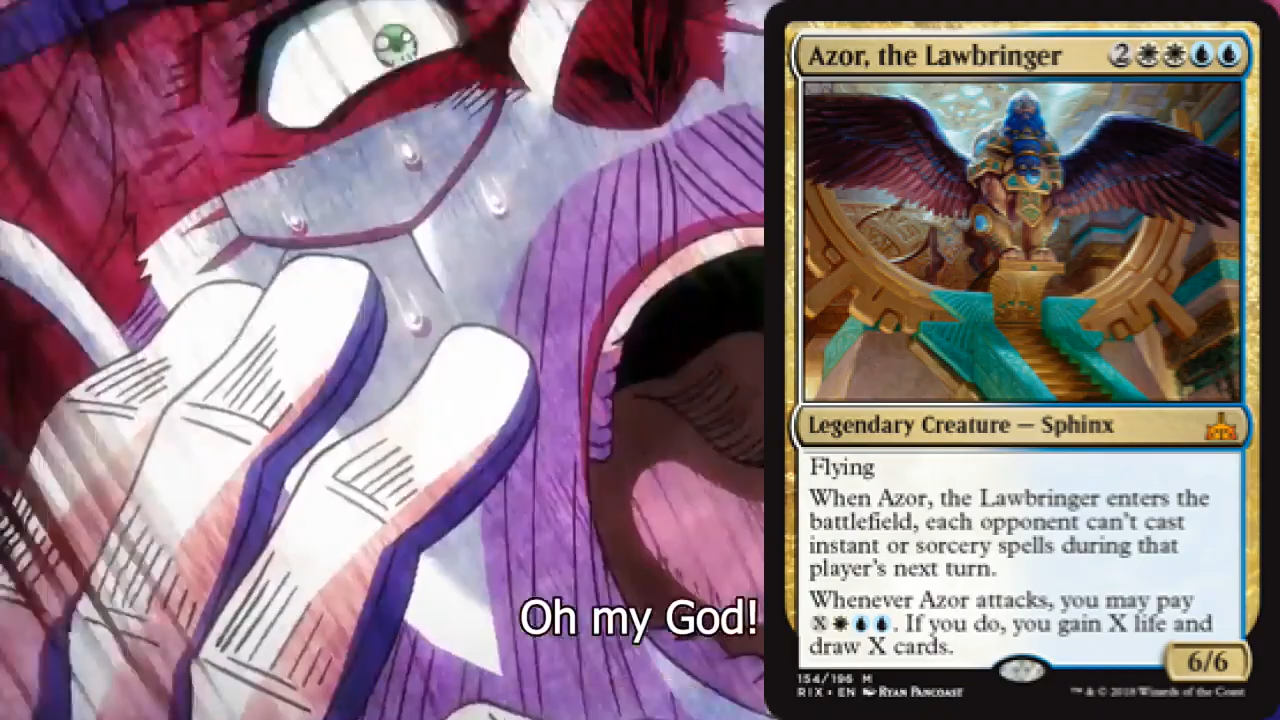 Oh my God!
Azor, the Lawbringer 2
Legendary Creature — Sphinx
Flying
When Azor, the Lawbringer enters the
battlefield, each opponent can't cast
instant or sorcery spells during that
player's next turn.
Whenever Azor attacks, you may pay
X . If you do, you gain X life and
draw X cards.
6/6
154/196 M
RIX • EN Ryan Pancoast
™ & © 2018 Wizards of the Coast